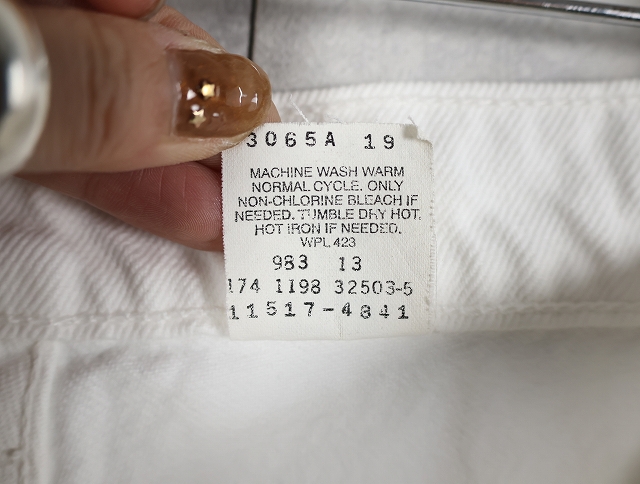 3065A 19
MACHINE WASH WARM
NORMAL CYCLE. ONLY
NON-CHLORINE BLEACH IF
NEEDED. TUMBLE DRY HOT.
HOT IRON IF NEEDED.
WPL 423
983 13
174 1198 32503-5
11517-4841